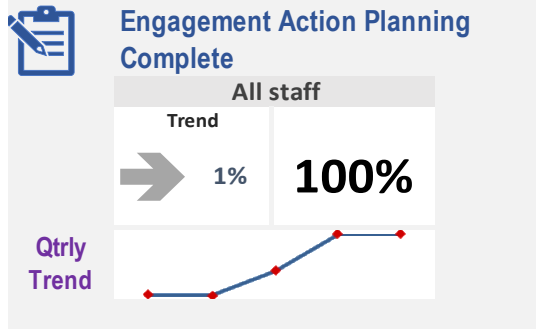 Engagement Action Planning
Complete
All staff
Trend
1%
100%
Qtrly
Trend